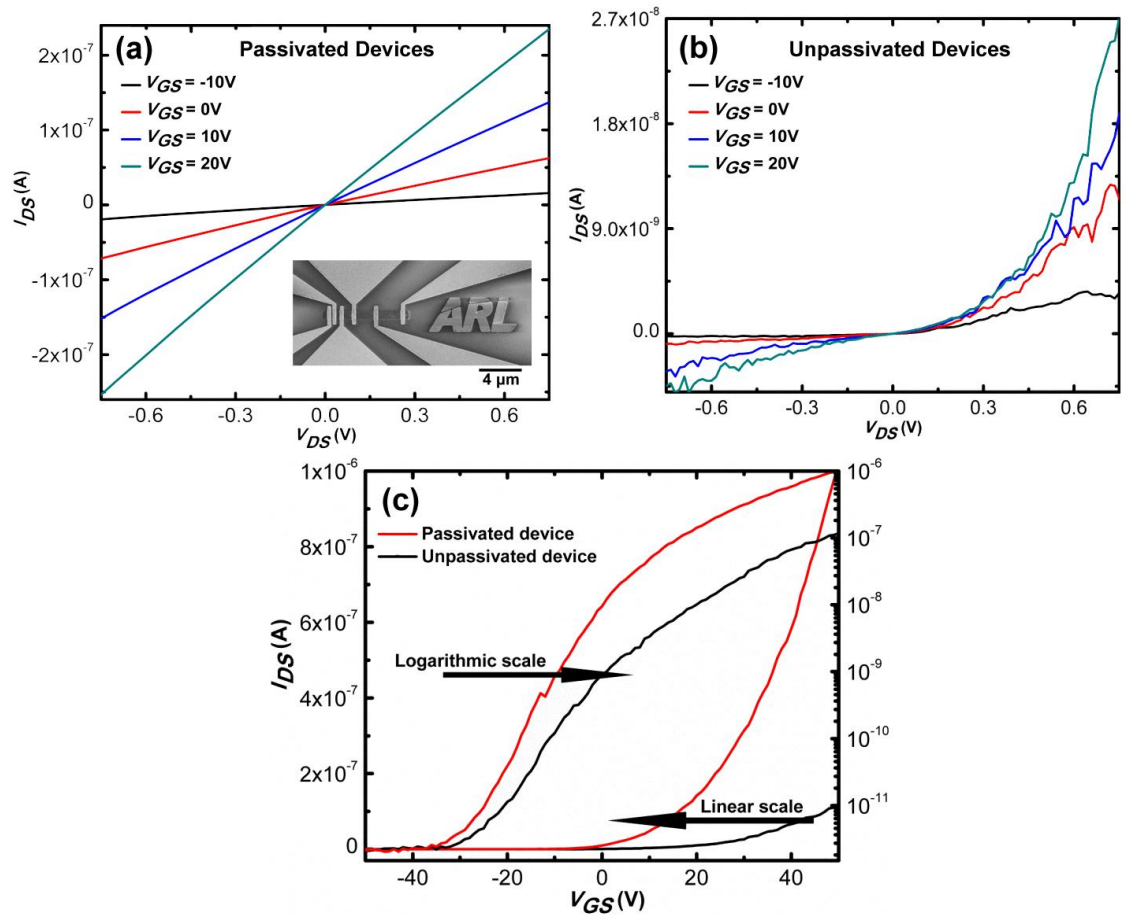 (a) Passivated Devices
V_GS = -10V
V_GS = 0V
V_GS = 10V
V_GS = 20V
2x10^-7
1x10^-7
0
-1x10^-7
-2x10^-7
I_DS (A)
ARL
4 µm
-0.6 -0.3 0.0 0.3 0.6
V_DS (V)
(b) Unpassivated Devices
V_GS = -10V
V_GS = 0V
V_GS = 10V
V_GS = 20V
2.7x10^-8
1.8x10^-8
9.0x10^-9
0.0
I_DS (A)
-0.6 -0.3 0.0 0.3 0.6
V_DS (V)
(c)
Passivated device
Unpassivated device
1x10^-6
8x10^-7
6x10^-7
4x10^-7
2x10^-7
0
I_DS (A)
Logarithmic scale
Linear scale
10^-6
10^-7
10^-8
10^-9
10^-10
10^-11
-40 -20 0 20 40
V_GS (V)